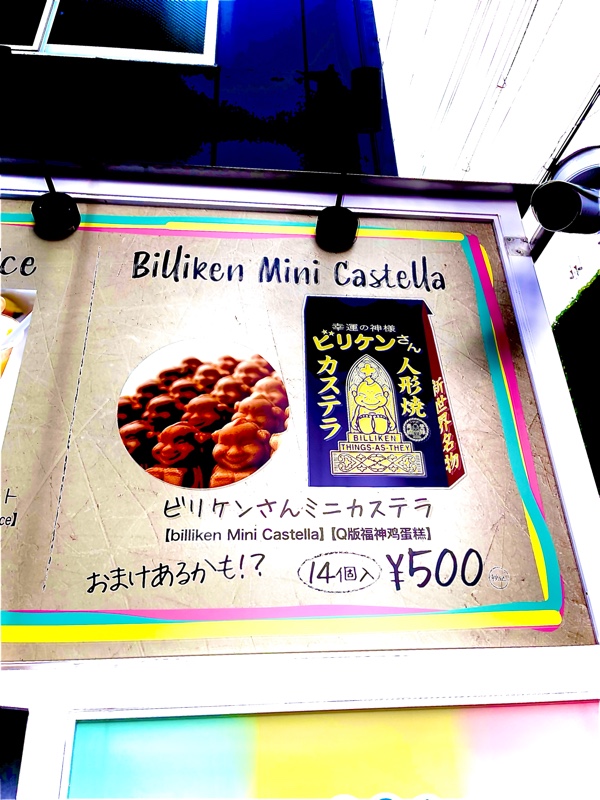 ice
Billiken Mini Castella
幸運の神様
ビリケンさん
カステラ
人形焼
新世界名物
BILLIKEN
THINGS-AS-THEY
ト
ce】
ビリケンさんミニカステラ
【billiken Mini Castella】【Q版福神鸡蛋糕】
おまけあるかも!?
14個入 ¥500